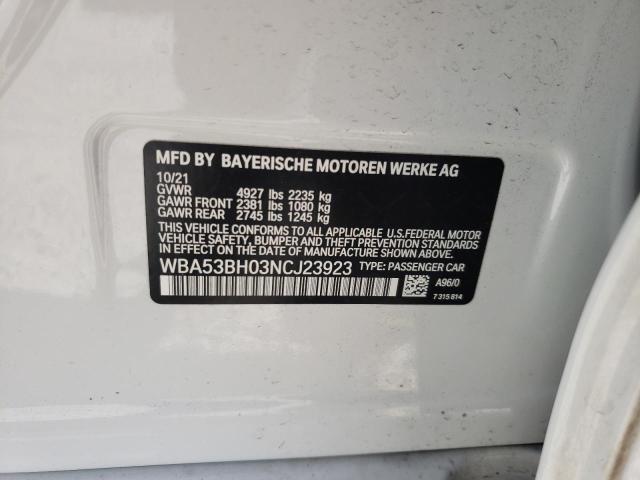 MFD BY BAYERISCHE MOTOREN WERKE AG
10/21
GVWR 4927 lbs 2235 kg
GAWR FRONT 2381 lbs 1080 kg
GAWR REAR 2745 lbs 1245 kg
THIS VEHICLE CONFORMS TO ALL APPLICABLE U.S.FEDERAL MOTOR
VEHICLE SAFETY, BUMPER AND THEFT PREVENTION STANDARDS
IN EFFECT ON THE DATE OF MANUFACTURE SHOWN ABOVE.
WBA53BH03NCJ23923 TYPE: PASSENGER CAR
A96/0
7 315 814